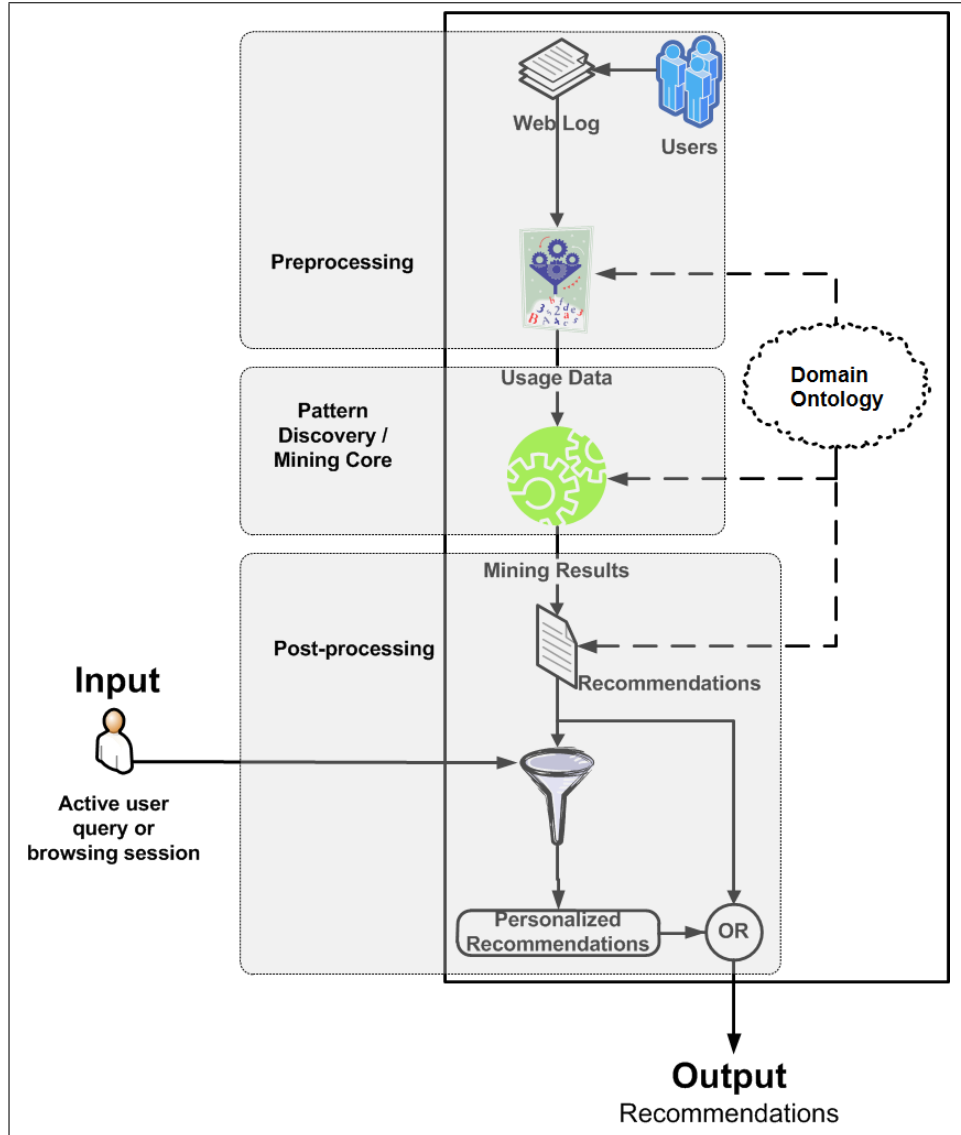 Web Log
Users
Preprocessing
Usage Data
Domain
Ontology
Pattern
Discovery /
Mining Core
Mining Results
Post-processing
Recommendations
Input
Active user
query or
browsing session
Personalized
Recommendations
OR
Output
Recommendations